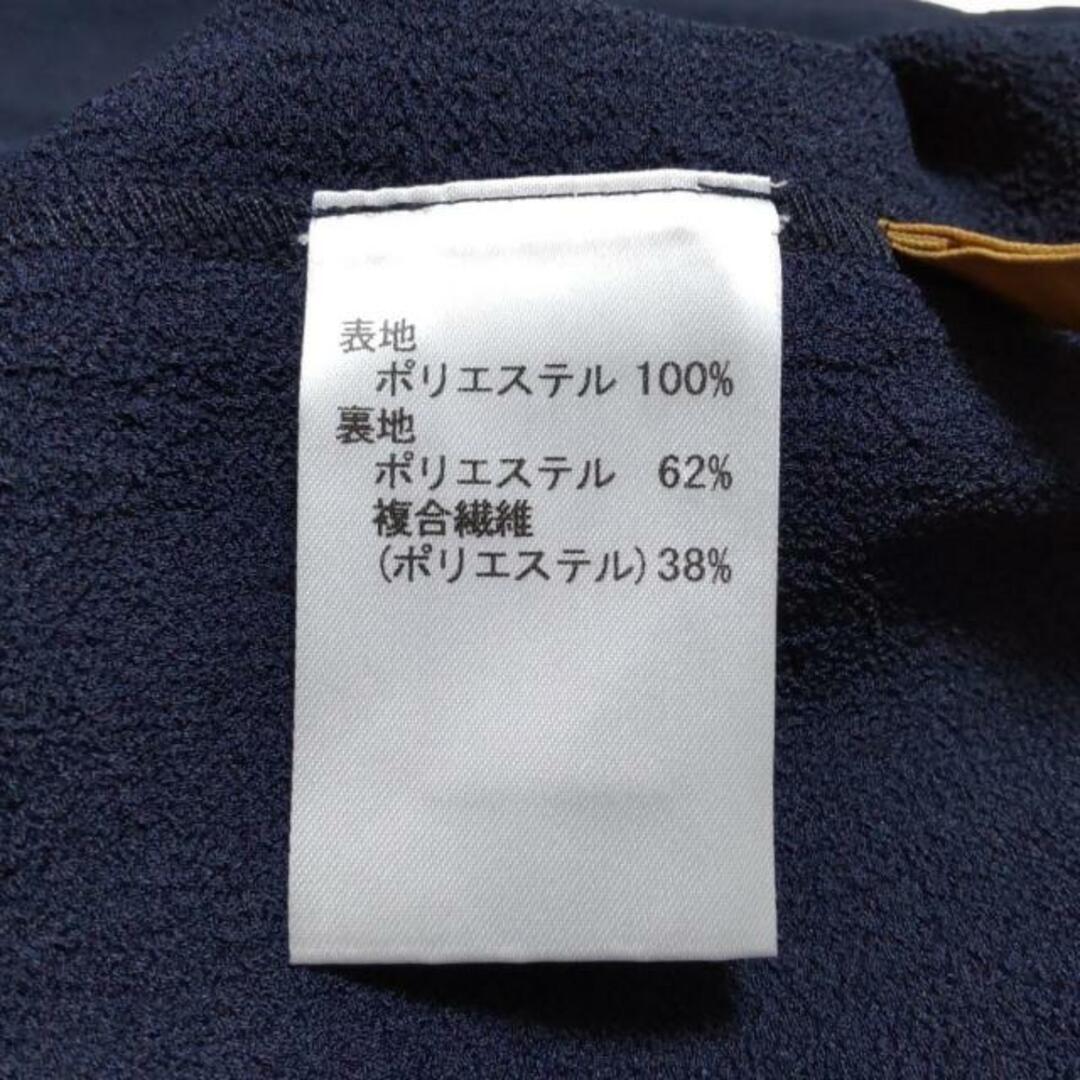 表地
ポリエステル 100%
裏地
ポリエステル 62%
複合繊維
(ポリエステル) 38%